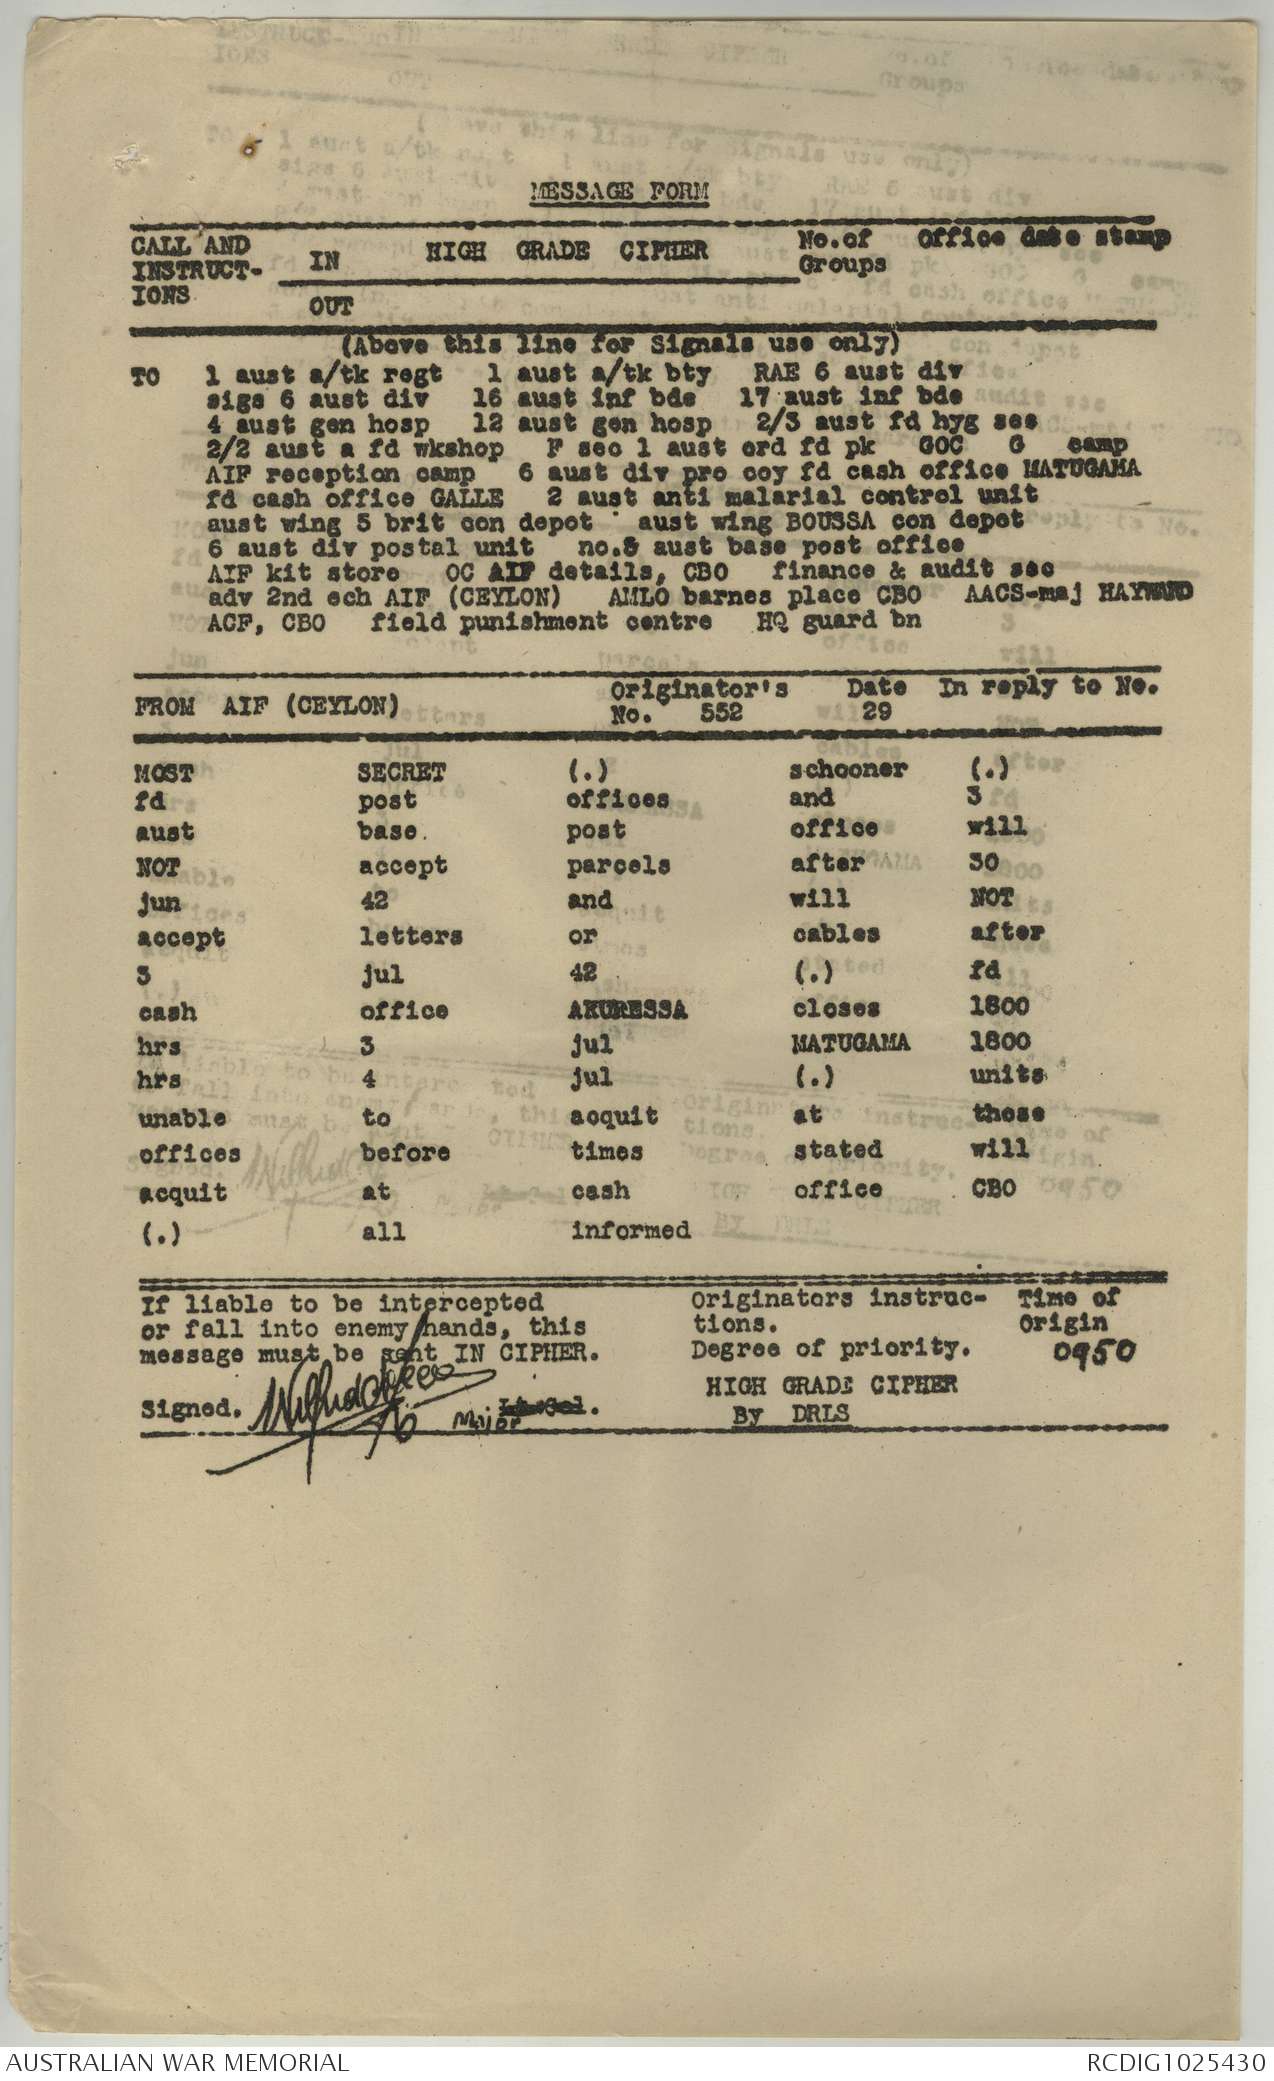 MESSAGE FORM
CALL AND INSTRUCT-IONS IN HIGH GRADE CIPHER No.of Groups Office date stamp
OUT
(Above this line for Signals use only)
TO 1 aust a/tk regt 1 aust a/tk bty RAE 6 aust div
sigs 6 aust div 16 aust inf bde 17 aust inf bde
4 aust gen hosp 12 aust gen hosp 2/3 aust fd hyg sec
2/2 aust a fd wkshop F sec 1 aust ord fd pk GOC G camp
AIF reception camp 6 aust div pro coy fd cash office MATUGAMA
fd cash office GALLE 2 aust anti malarial control unit
aust wing 5 brit con depot aust wing BOUSSA con depot
6 aust div postal unit no. aust base post office
AIF kit store OC AIF details, CBO finance & audit sec
adv 2nd ech AIF (CEYLON) AMLO barnes place CBO AACS-maj HAYWARD
ACF, CBO field punishment centre HQ guard bn
FROM AIF (CEYLON) Originator's No. 552 Date 29 In reply to No.
MOST SECRET (.) schooner (.)
fd post offices and 3
aust base post office will
NOT accept parcels after 30
jun 42 and will NOT
accept letters or cables after
3 jul 42 (.) fd
cash office AKURESSA closes 1800
hrs 3 jul MATUGAMA 1800
hrs 4 jul (.) units
unable to acquit at these
offices before times stated will
acquit at cash office CBO
(.) all informed
If liable to be intercepted Originators instruc- Time of
or fall into enemy hands, this tions. Origin
message must be sent IN CIPHER. Degree of priority. 0950
HIGH GRADE CIPHER
Signed. Major Lt-Col.
By DRLS
AUSTRALIAN WAR MEMORIAL RCDIG1025430